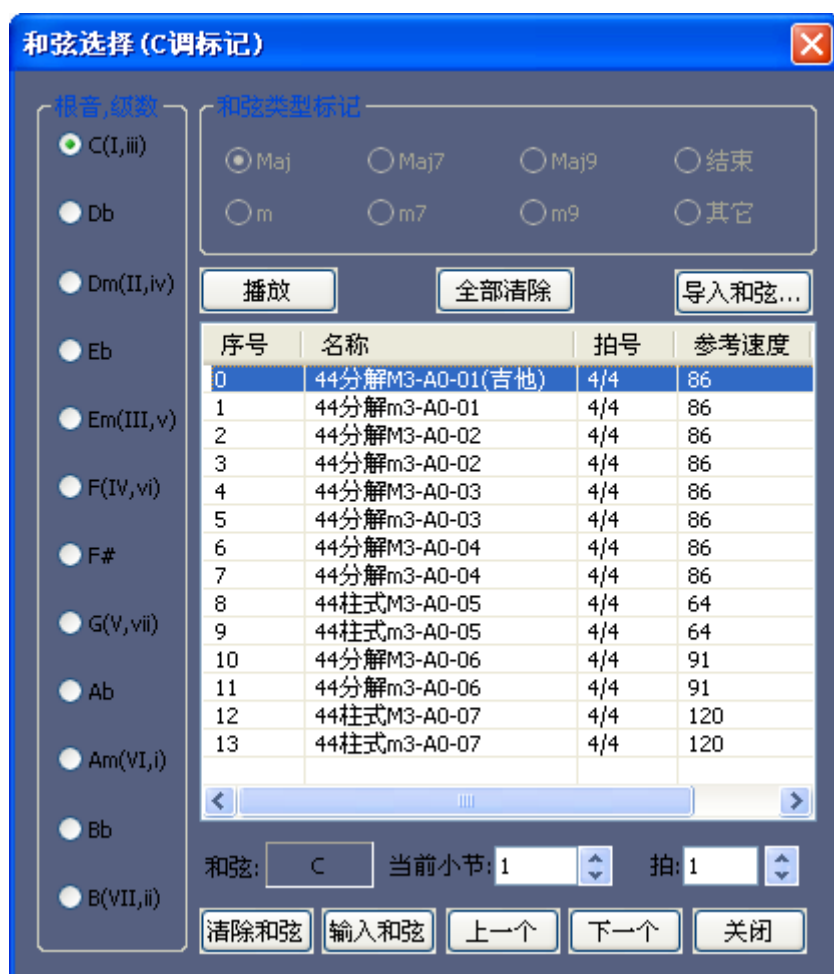 和弦选择(C调标记)
根音,级数
C(I,iii)
Db
Dm(II,iv)
Eb
Em(III,v)
F(IV,vi)
F#
G(V,vii)
Ab
Am(VI,i)
Bb
B(VII,ii)
和弦类型标记
Maj Maj7 Maj9 结束
m m7 m9 其它
播放 全部清除 导入和弦...
序号 名称 拍号 参考速度
0 44分解M3-A0-01(吉他) 4/4 86
1 44分解m3-A0-01 4/4 86
2 44分解M3-A0-02 4/4 86
3 44分解m3-A0-02 4/4 86
4 44分解M3-A0-03 4/4 86
5 44分解m3-A0-03 4/4 86
6 44分解M3-A0-04 4/4 86
7 44分解m3-A0-04 4/4 86
8 44柱式M3-A0-05 4/4 64
9 44柱式m3-A0-05 4/4 64
10 44分解M3-A0-06 4/4 91
11 44分解m3-A0-06 4/4 91
12 44柱式M3-A0-07 4/4 120
13 44柱式m3-A0-07 4/4 120
和弦: C 当前小节: 1 拍: 1
清除和弦 输入和弦 上一个 下一个 关闭